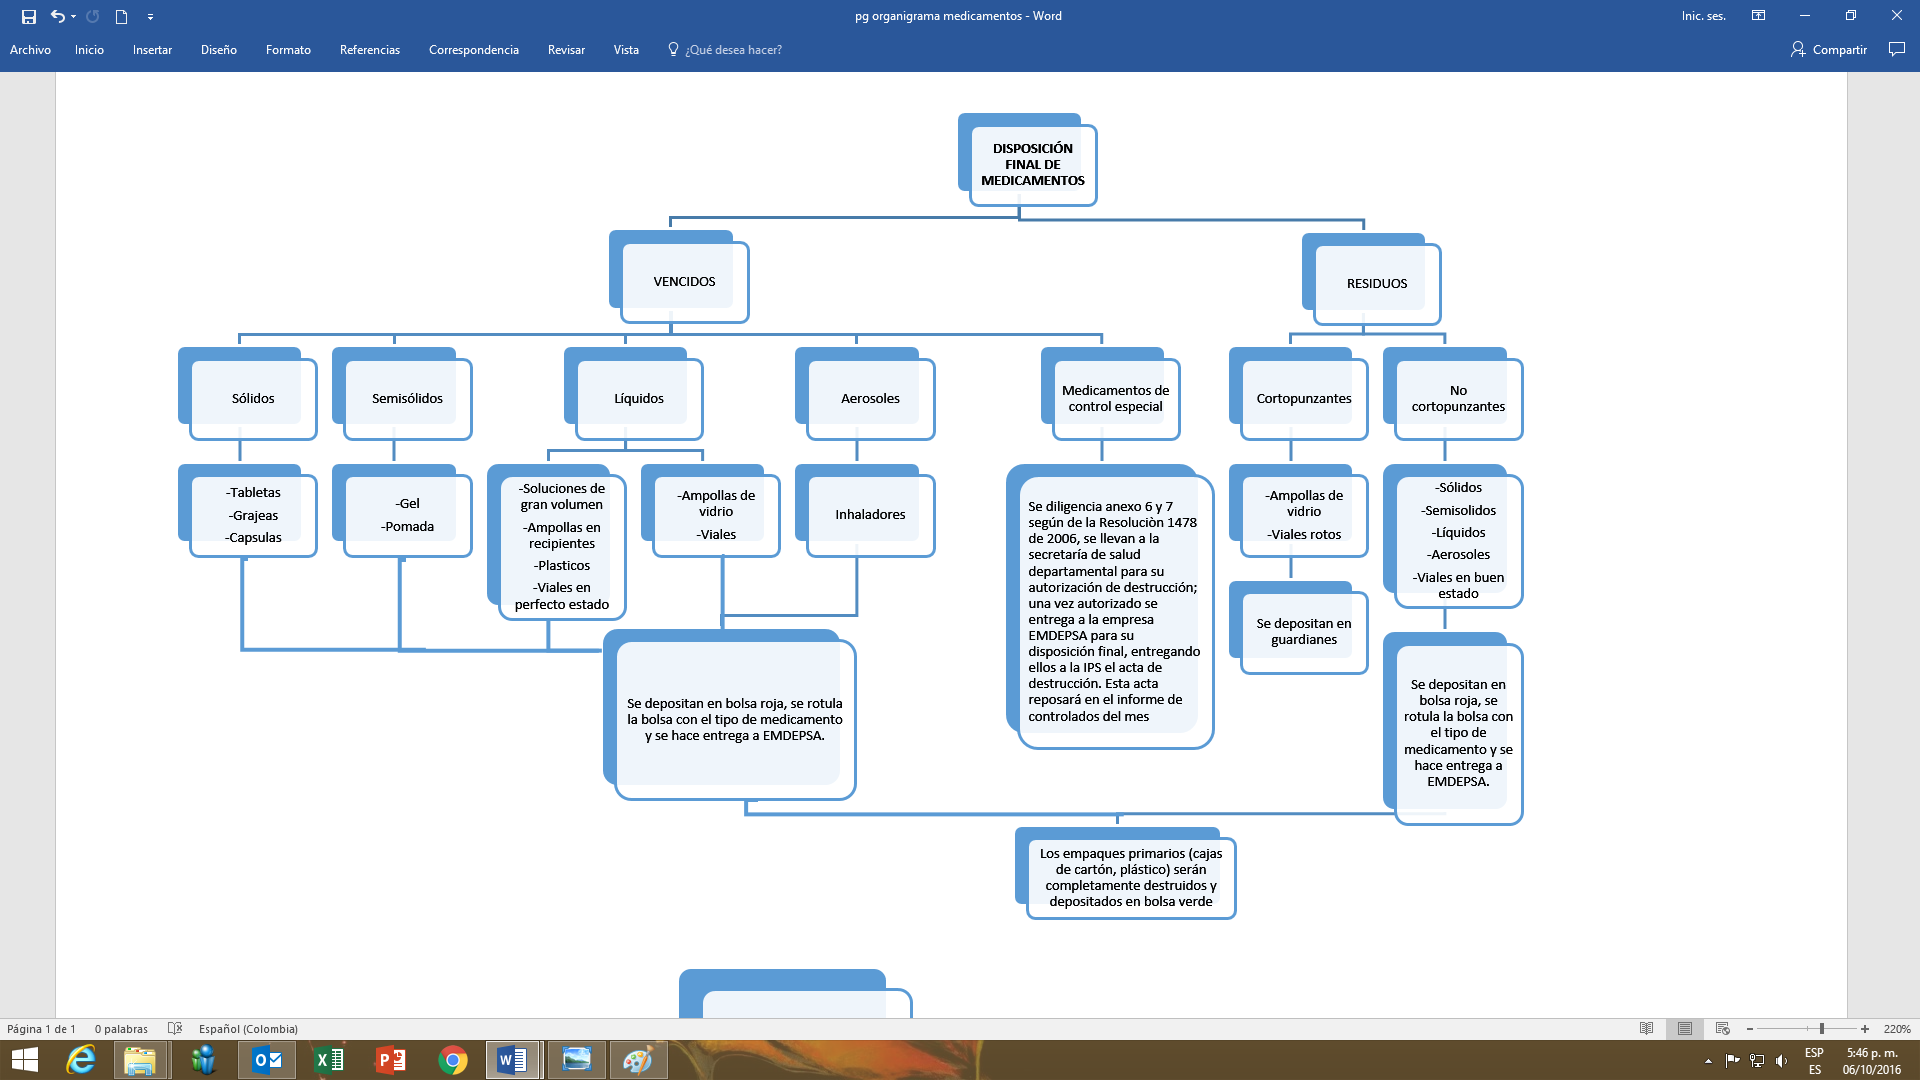 pg organigrama medicamentos - Word
Inic. ses.
Archivo
Inicio
Insertar
Diseño
Formato
Referencias
Correspondencia
Revisar
Vista
¿Qué desea hacer?
Compartir
DISPOSICIÓN
FINAL DE
MEDICAMENTOS
VENCIDOS
RESIDUOS
Sólidos
Semisólidos
Líquidos
Aerosoles
Medicamentos de
control especial
Cortopunzantes
No
cortopunzantes
-Tabletas
-Grajeas
-Capsulas
-Gel
-Pomada
-Soluciones de
gran volumen
-Ampollas en
recipientes
-Plasticos
-Viales en
perfecto estado
-Ampollas de
vidrio
-Viales
Inhaladores
Se diligencia anexo 6 y 7
según de la Resoluciòn 1478
de 2006, se llevan a la
secretaría de salud
departamental para su
autorización de destrucción;
una vez autorizado se
entrega a la empresa
EMDEPSA para su
disposición final, entregando
ellos a la IPS el acta de
destrucción. Esta acta
reposará en el informe de
controlados del mes
-Ampollas de
vidrio
-Viales rotos
-Sólidos
-Semisolidos
-Líquidos
-Aerosoles
-Viales en buen
estado
Se depositan en
guardianes
Se depositan en bolsa roja, se rotula
la bolsa con el tipo de medicamento
y se hace entrega a EMDEPSA.
Se depositan en
bolsa roja, se
rotula la bolsa con
el tipo de
medicamento y se
hace entrega a
EMDEPSA.
Los empaques primarios (cajas
de cartón, plástico) serán
completamente destruidos y
depositados en bolsa verde
Página 1 de 1
0 palabras
Español (Colombia)
220%
ESP
ES
5:46 p. m.
06/10/2016